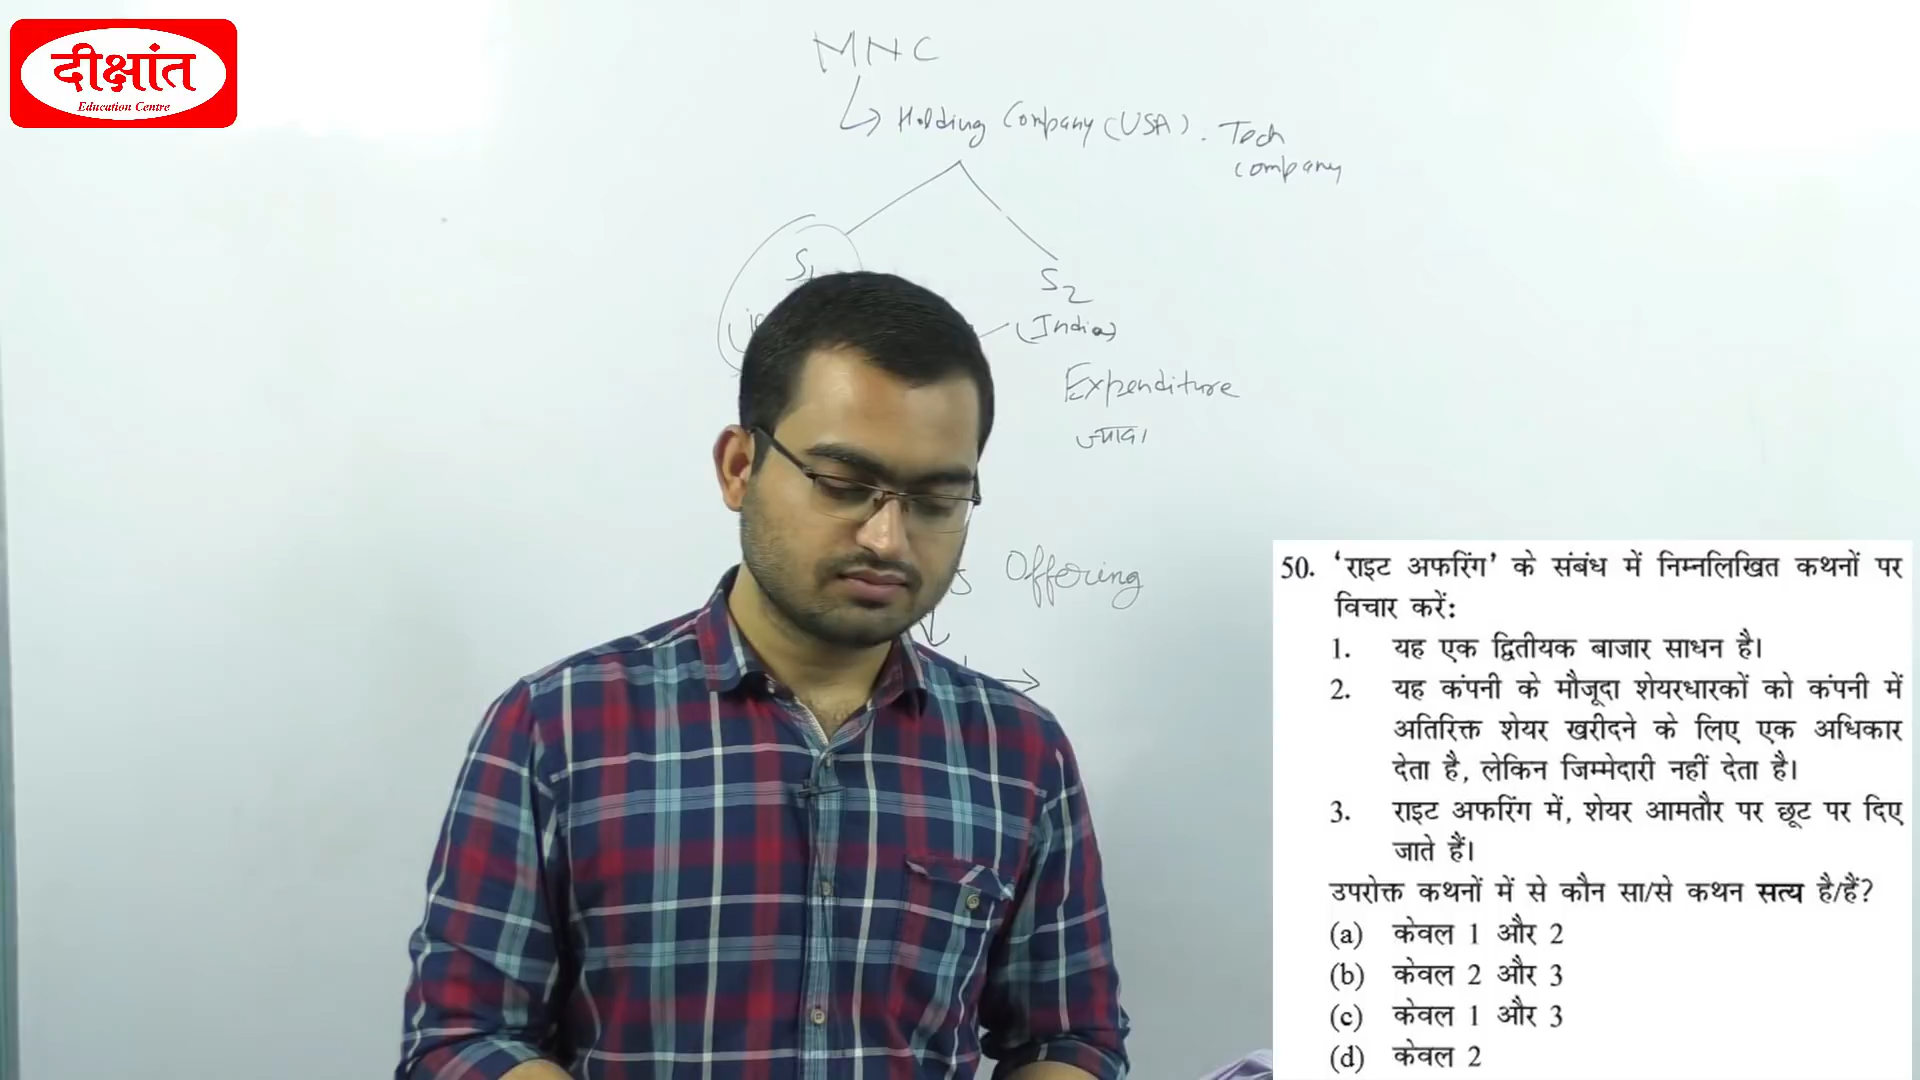 दीक्षांत
Education Centre
MNC
Holding Company (USA). Tech
company
S1
S2
(India)
Expenditure
ज्यादा
Offering
50. ‘राइट अफरिंग’ के संबंध में निम्नलिखित कथनों पर
विचार करें:
1. यह एक द्वितीयक बाजार साधन है।
2. यह कंपनी के मौजूदा शेयरधारकों को कंपनी में
अतिरिक्त शेयर खरीदने के लिए एक अधिकार
देता है, लेकिन जिम्मेदारी नहीं देता है।
3. राइट अफरिंग में, शेयर आमतौर पर छूट पर दिए
जाते हैं।
उपरोक्त कथनों में से कौन सा/से कथन सत्य है/हैं?
(a) केवल 1 और 2
(b) केवल 2 और 3
(c) केवल 1 और 3
(d) केवल 2